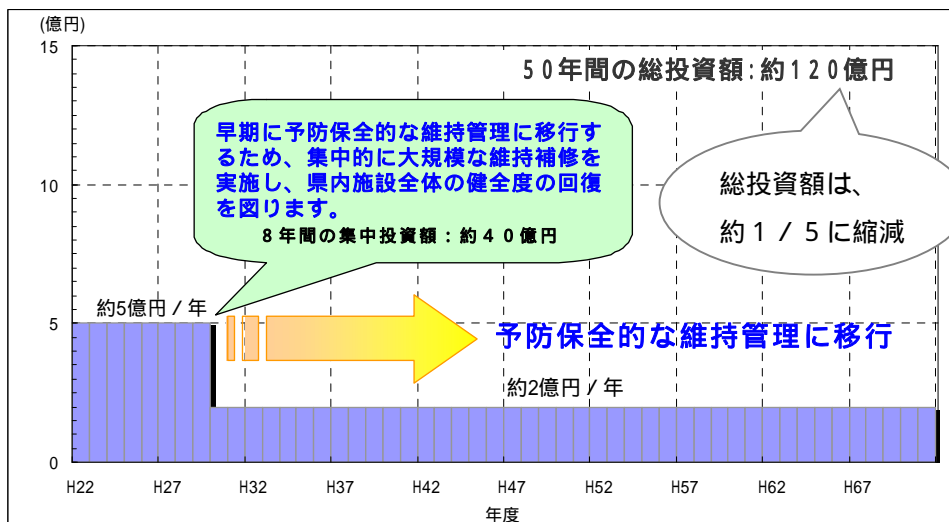 (億円)
15
50年間の総投資額:約120億円
早期に予防保全的な維持管理に移行す
るため、集中的に大規模な維持補修を
実施し、県内施設全体の健全度の回復
を図ります。
8年間の集中投資額:約40億円
総投資額は、
約1/5に縮減
10
約5億円/年
5
予防保全的な維持管理に移行
約2億円/年
0
H22 H27 H32 H37 H42 H47 H52 H57 H62 H67
年度